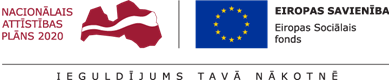 NACIONĀLAIS
ATTĪSTĪBAS
PLĀNS 2020
EIROPAS SAVIENĪBA
Eiropas Sociālais
fonds
IEGULDĪJUMS TAVĀ NĀKOTNĒ